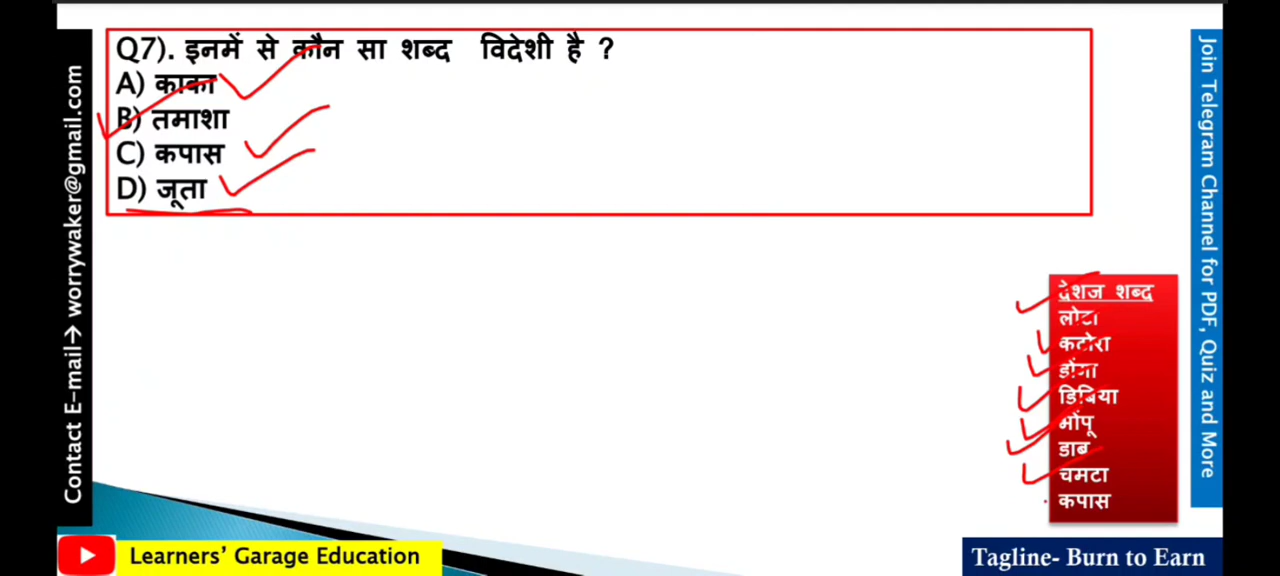 Q7). इनमें से कौन सा शब्द विदेशी है ?
A) काका
B) तमाशा
C) कपास
D) जूता
देशज शब्द
लोटा
कटोरा
डोंगा
डिबिया
भोंपू
डाब
चमटा
कपास
Contact E-mail→ worrywaker@gmail.com
Join Telegram Channel for PDF, Quiz and More
Learners’ Garage Education
Tagline- Burn to Earn